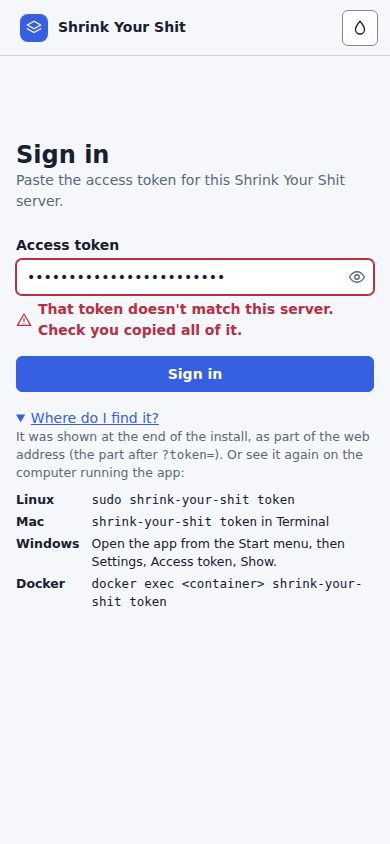 Shrink Your Shit
Sign in
Paste the access token for this Shrink Your Shit
server.
Access token
••••••••••••••••••••••••
That token doesn't match this server.
Check you copied all of it.
Sign in
Where do I find it?
It was shown at the end of the install, as part of the web
address (the part after ?token=). Or see it again on the
computer running the app:
Linux sudo shrink-your-shit token
Mac shrink-your-shit token in Terminal
Windows Open the app from the Start menu, then
Settings, Access token, Show.
Docker docker exec <container> shrink-your-
shit token